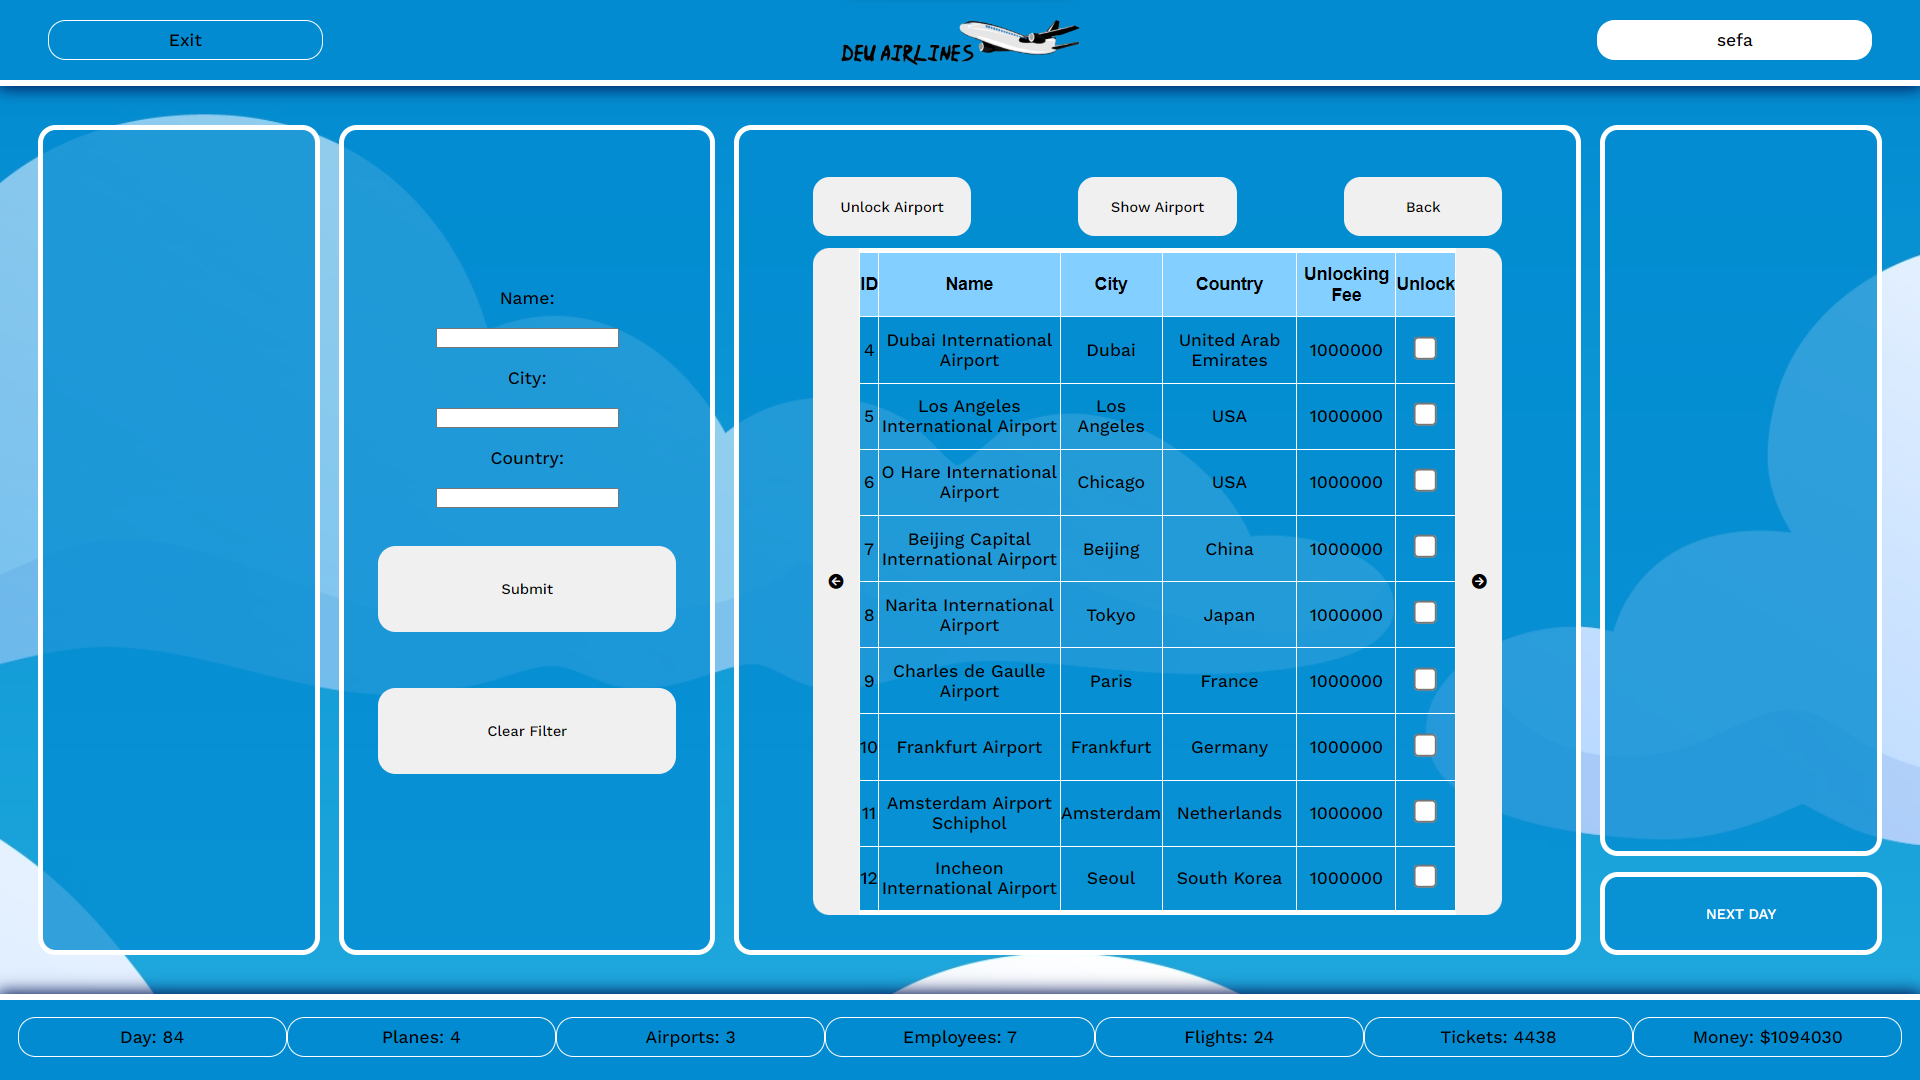 Exit
DEU AIRLINES
sefa
Name:
City:
Country:
Submit
Clear Filter
Unlock Airport
Show Airport
Back
ID Name City Country Unlocking Fee Unlock
4 Dubai International Airport Dubai United Arab Emirates 1000000
5 Los Angeles International Airport Los Angeles USA 1000000
6 O Hare International Airport Chicago USA 1000000
7 Beijing Capital International Airport Beijing China 1000000
8 Narita International Airport Tokyo Japan 1000000
9 Charles de Gaulle Airport Paris France 1000000
10 Frankfurt Airport Frankfurt Germany 1000000
11 Amsterdam Airport Schiphol Amsterdam Netherlands 1000000
12 Incheon International Airport Seoul South Korea 1000000
NEXT DAY
Day: 84
Planes: 4
Airports: 3
Employees: 7
Flights: 24
Tickets: 4438
Money: $1094030